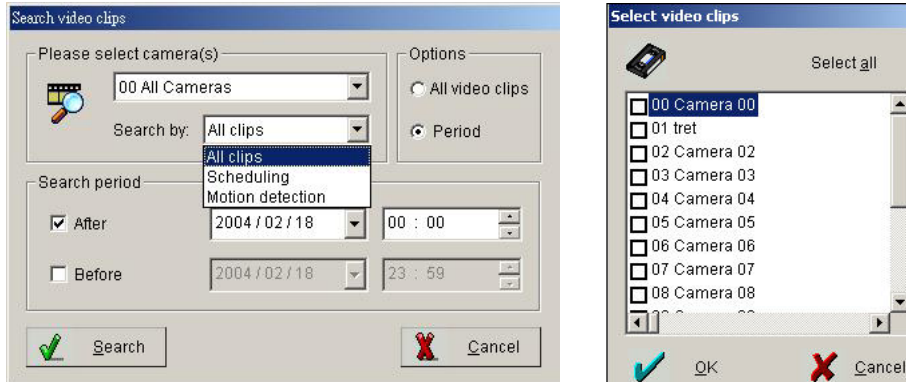 Search video clips
Please select camera(s)
00 All Cameras
Search by: All clips
All clips
Scheduling
Motion detection
Options
All video clips
Period
Search period
After 2004/02/18 00 : 00
Before 2004/02/18 23 : 59
Search Cancel
Select video clips
Select all
00 Camera 00
01 tret
02 Camera 02
03 Camera 03
04 Camera 04
05 Camera 05
06 Camera 06
07 Camera 07
08 Camera 08
OK Cancel